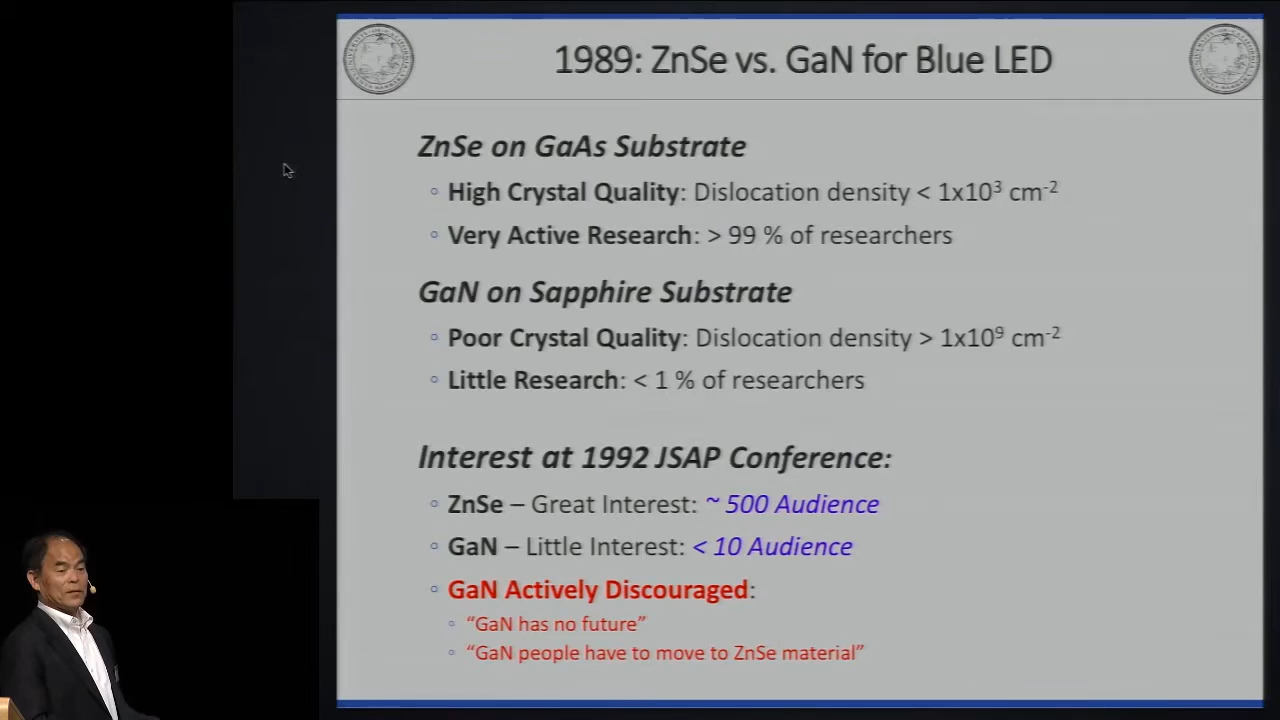 1989: ZnSe vs. GaN for Blue LED
ZnSe on GaAs Substrate
◦ High Crystal Quality: Dislocation density < 1x10³ cm⁻²
◦ Very Active Research: > 99 % of researchers
GaN on Sapphire Substrate
◦ Poor Crystal Quality: Dislocation density > 1x10⁹ cm⁻²
◦ Little Research: < 1 % of researchers
Interest at 1992 JSAP Conference:
◦ ZnSe – Great Interest: ~ 500 Audience
◦ GaN – Little Interest: < 10 Audience
◦ GaN Actively Discouraged:
◦ “GaN has no future”
◦ “GaN people have to move to ZnSe material”